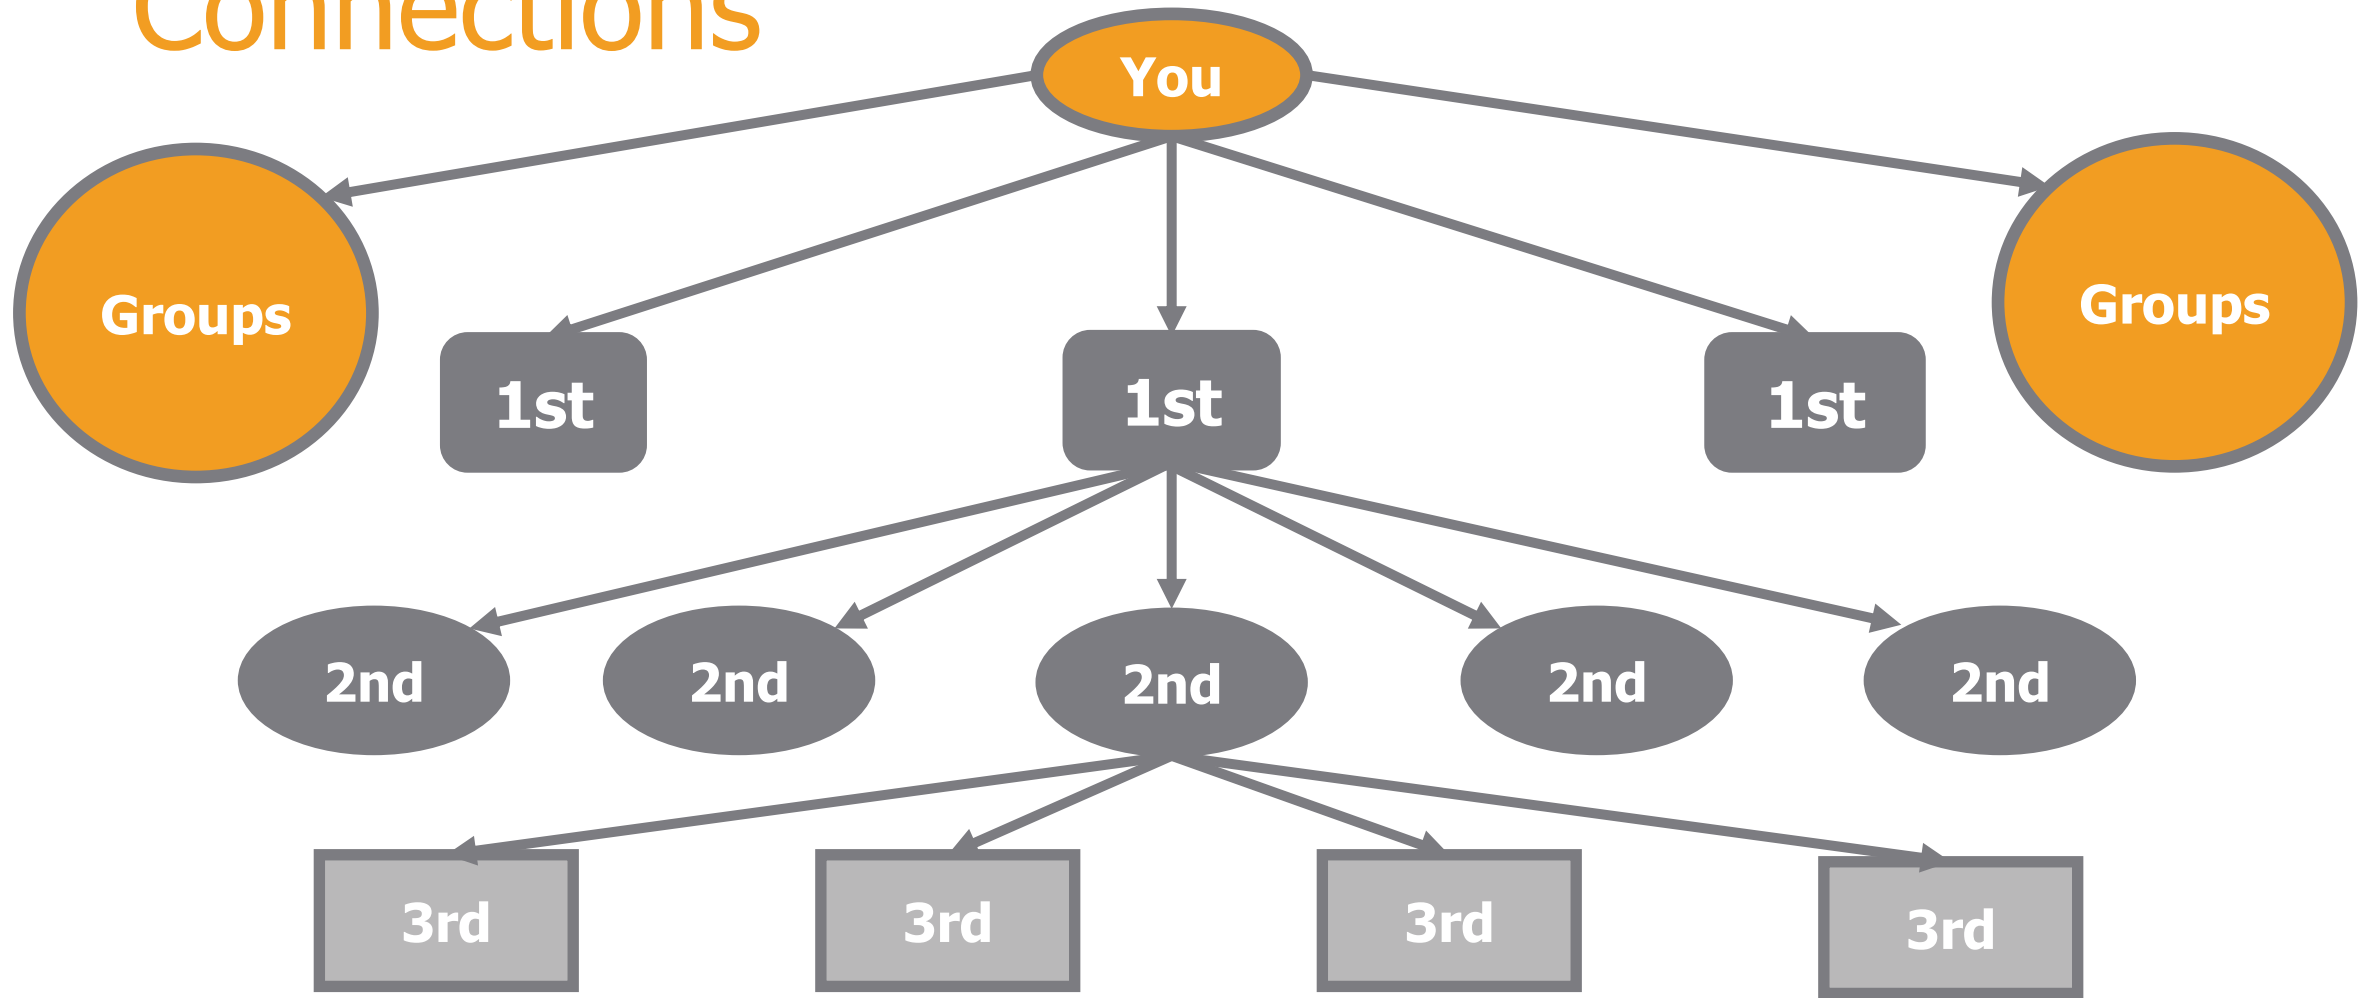 Connections
You
Groups
Groups
1st
1st
1st
2nd
2nd
2nd
2nd
2nd
3rd
3rd
3rd
3rd